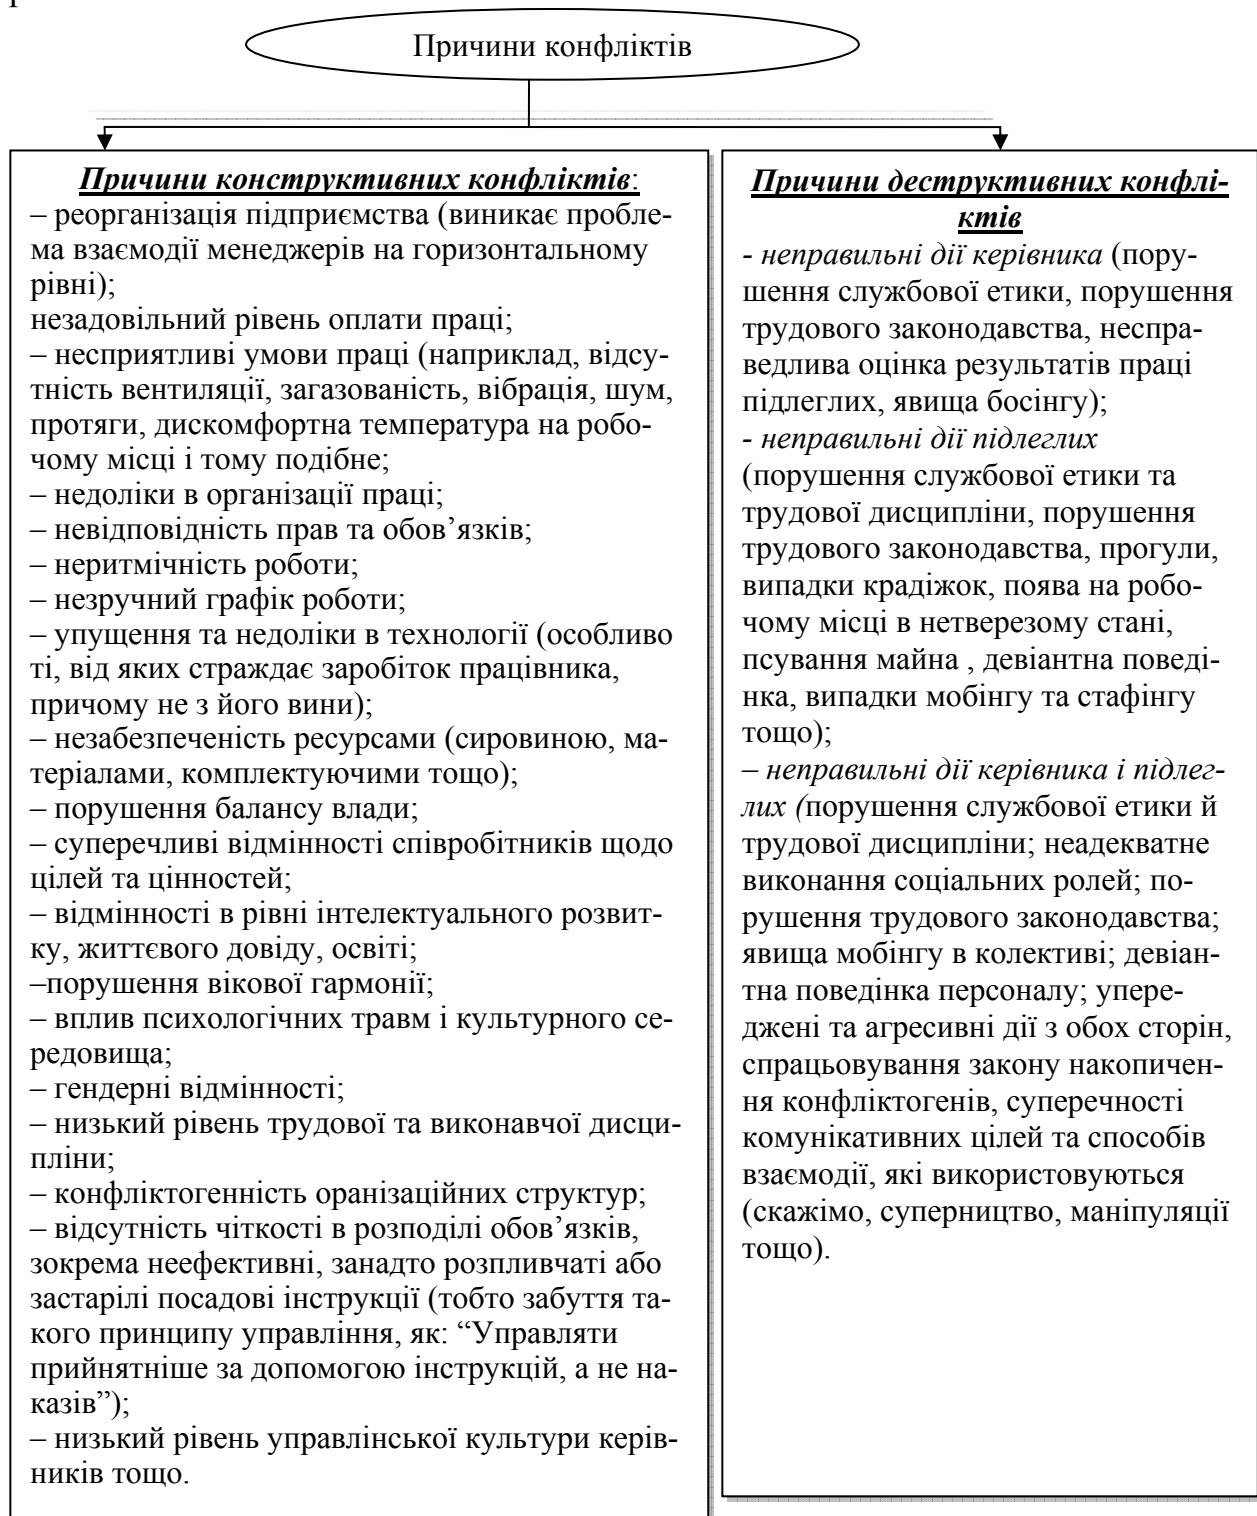 Причини конфліктів
Причини конструктивних конфліктів:
– реорганізація підприємства (виникає пробле-
ма взаємодії менеджерів на горизонтальному
рівні);
незадовільний рівень оплати праці;
– несприятливі умови праці (наприклад, відсу-
тність вентиляції, загазованість, вібрація, шум,
протяги, дискомфортна температура на робо-
чому місці і тому подібне;
– недоліки в організації праці;
– невідповідність прав та обов’язків;
– неритмічність роботи;
– незручний графік роботи;
– упущення та недоліки в технології (особливо
ті, від яких страждає заробіток працівника,
причому не з його вини);
– незабезпеченість ресурсами (сировиною, ма-
теріалами, комплектуючими тощо);
– порушення балансу влади;
– суперечливі відмінності співробітників щодо
цілей та цінностей;
– відмінності в рівні інтелектуального розвит-
ку, життєвого довіду, освіті;
–порушення вікової гармонії;
– вплив психологічних травм і культурного се-
редовища;
– гендерні відмінності;
– низький рівень трудової та виконавчої дисци-
пліни;
– конфліктогенність оранізаційних структур;
– відсутність чіткості в розподілі обов’язків,
зокрема неефективні, занадто розпливчаті або
застарілі посадові інструкції (тобто забуття та-
кого принципу управління, як: “Управляти
прийнятніше за допомогою інструкцій, а не на-
казів”);
– низький рівень управлінської культури керів-
ників тощо.
Причини деструктивних конфлі-
ктів
- неправильні дії керівника (пору-
шення службової етики, порушення
трудового законодавства, неспра-
ведлива оцінка результатів праці
підлеглих, явища босінгу);
- неправильні дії підлеглих
(порушення службової етики та
трудової дисципліни, порушення
трудового законодавства, прогули,
випадки крадіжок, поява на робо-
чому місці в нетверезому стані,
псування майна , девіантна поведі-
нка, випадки мобінгу та стафінгу
тощо);
– неправильні дії керівника і підлег-
лих (порушення службової етики й
трудової дисципліни; неадекватне
виконання соціальних ролей; по-
рушення трудового законодавства;
явища мобінгу в колективі; девіан-
тна поведінка персоналу; упере-
джені та агресивні дії з обох сторін,
спрацьовування закону накопичен-
ня конфліктогенів, суперечності
комунікативних цілей та способів
взаємодії, які використовуються
(скажімо, суперництво, маніпуляції
тощо).